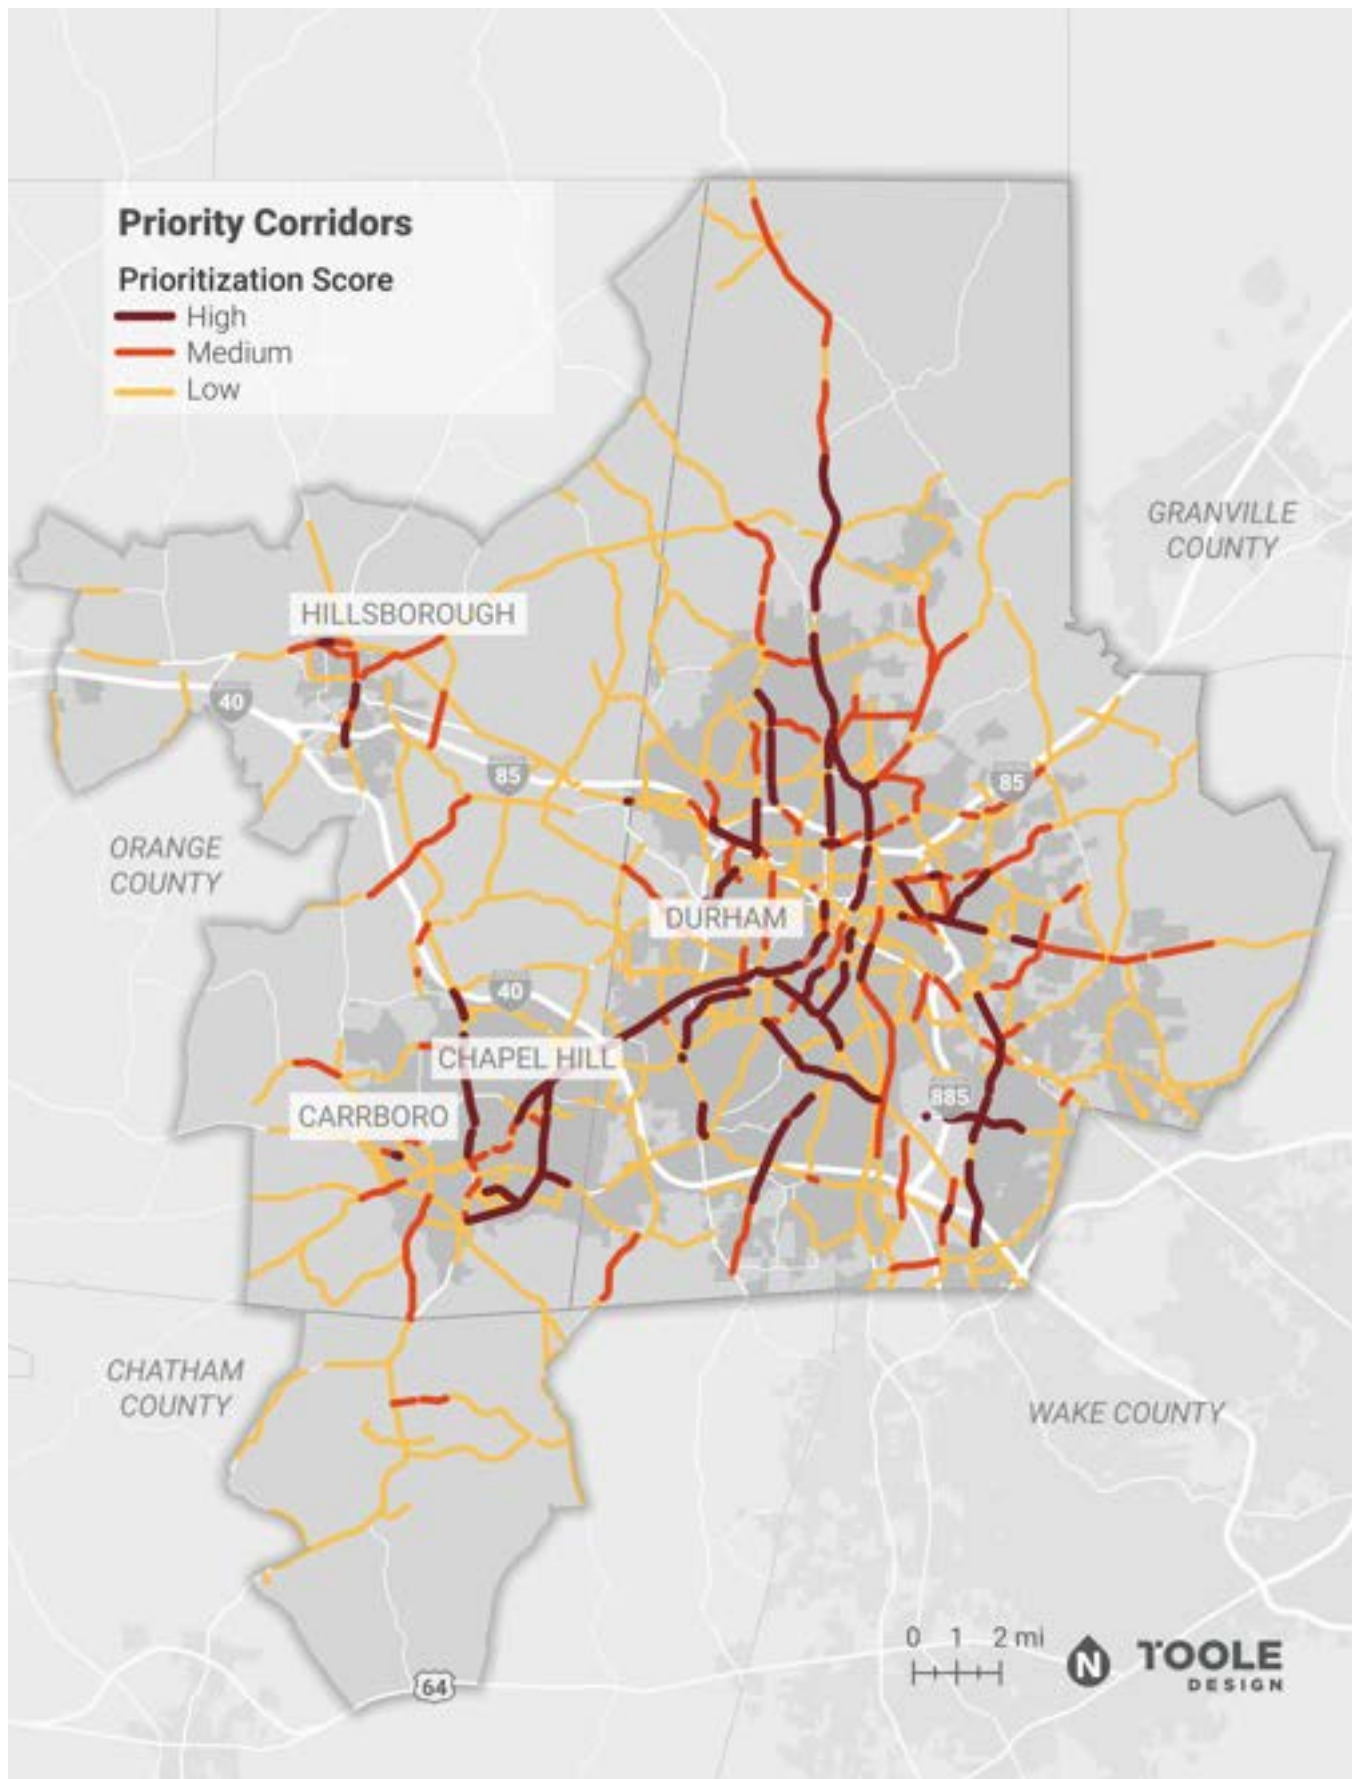 Priority Corridors
Prioritization Score
High
Medium
Low
GRANVILLE
COUNTY
HILLSBOROUGH
40
85
85
ORANGE
COUNTY
DURHAM
40
CHAPEL HILL
885
CARRBORO
CHATHAM
COUNTY
WAKE COUNTY
0 1 2 mi
N
TOOLE
DESIGN
64